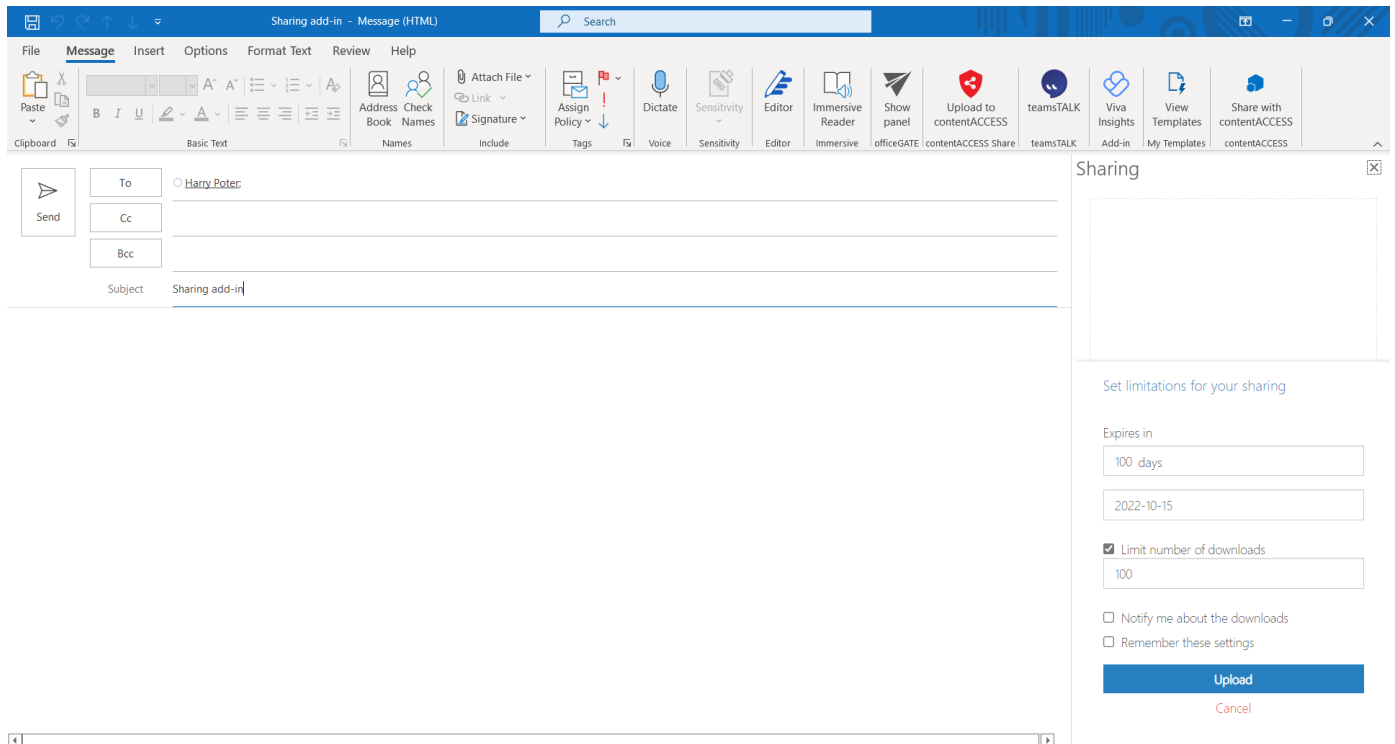 Sharing add-in - Message (HTML)
Search
File Message Insert Options Format Text Review Help
Paste
Clipboard
A^ Aˇ
B I U A
Basic Text
Address Book
Check Names
Names
Attach File
Link
Signature
Include
Assign Policy
Tags
Dictate
Voice
Sensitivity
Sensitivity
Editor
Editor
Immersive Reader
Immersive
Show panel
officeGATE
Upload to contentACCESS
contentACCESS Share
teamsTALK
teamsTALK
Viva Insights
Add-in
View Templates
My Templates
Share with contentACCESS
contentACCESS
Send
To
Harry Poter;
Cc
Bcc
Subject
Sharing add-in
Sharing
Set limitations for your sharing
Expires in
100 days
2022-10-15
Limit number of downloads
100
Notify me about the downloads
Remember these settings
Upload
Cancel